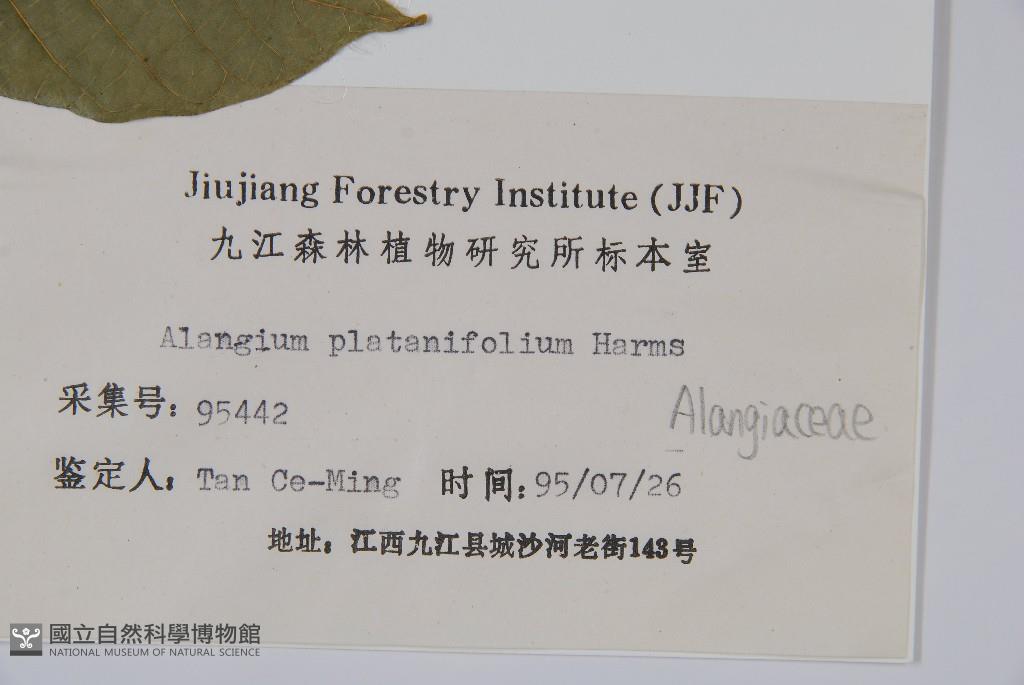 Jiujiang Forestry Institute (JJF)
九江森林植物研究所标本室
Alangium platanifolium Harms
采集号: 95442
Alangiaceae
鉴定人: Tan Ce-Ming 时间: 95/07/26
地址: 江西九江县城沙河老街143号
國立自然科學博物館
NATIONAL MUSEUM OF NATURAL SCIENCE